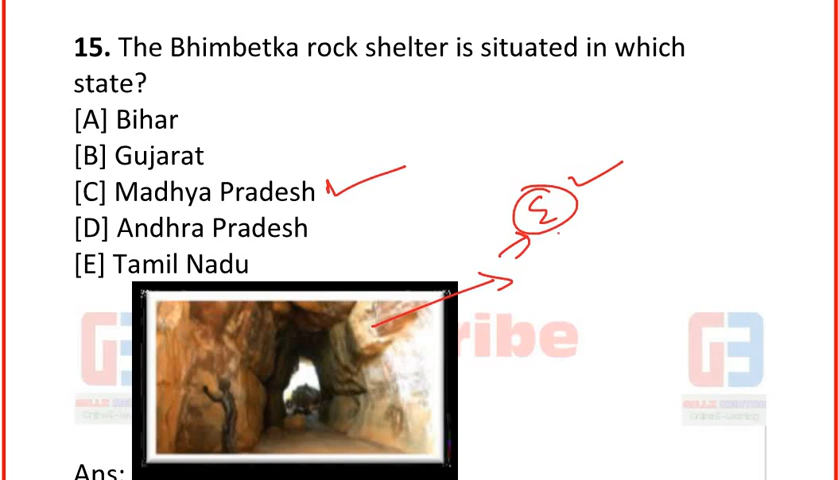 15. The Bhimbetka rock shelter is situated in which
state?
[A] Bihar
[B] Gujarat
[C] Madhya Pradesh
[D] Andhra Pradesh
[E] Tamil Nadu
ribe
Ans: